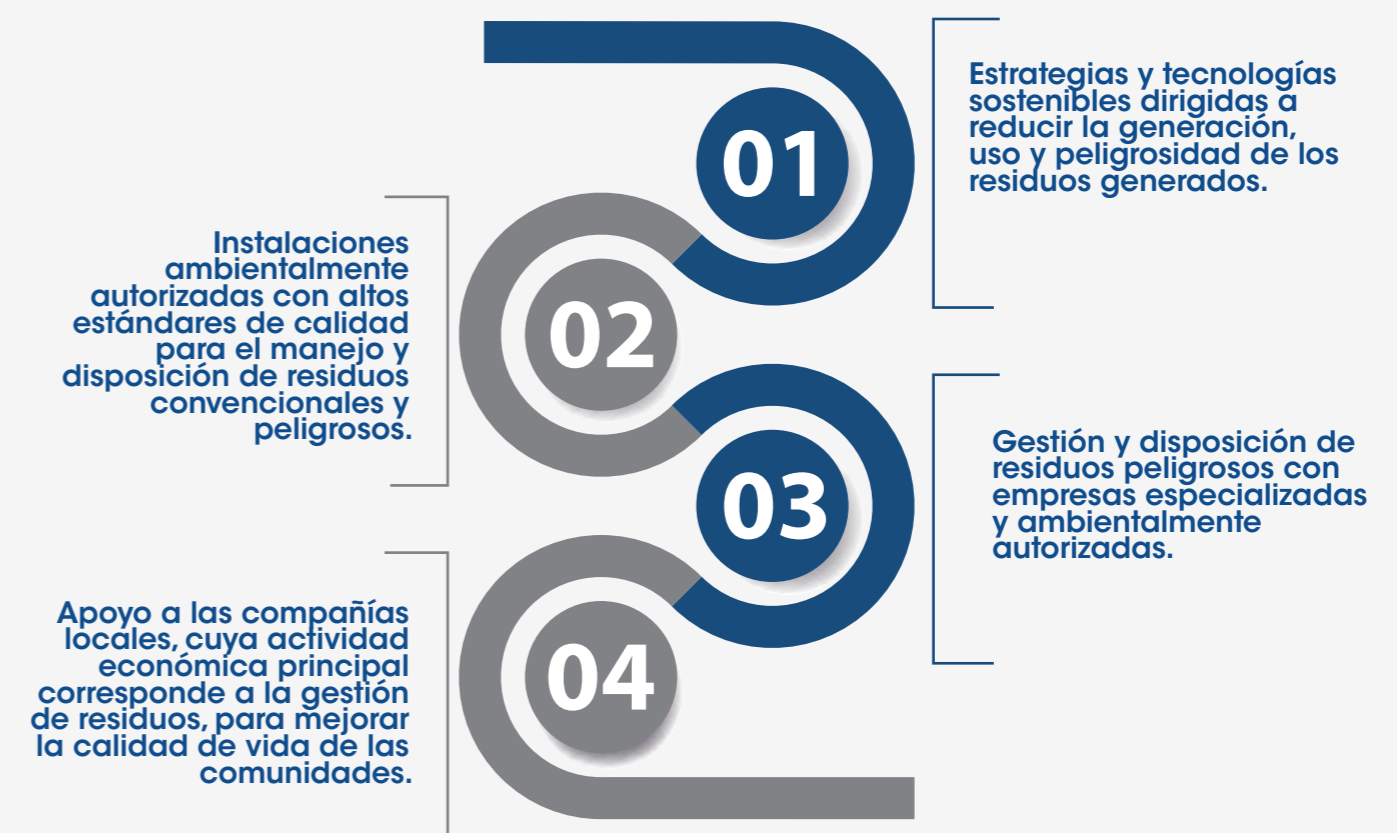 01
Estrategias y tecnologías
sostenibles dirigidas a
reducir la generación,
uso y peligrosidad de los
residuos generados.
02
Instalaciones
ambientalmente
autorizadas con altos
estándares de calidad
para el manejo y
disposición de residuos
convencionales y
peligrosos.
03
Gestión y disposición de
residuos peligrosos con
empresas especializadas
y ambientalmente
autorizadas.
04
Apoyo a las compañías
locales, cuya actividad
económica principal
corresponde a la gestión
de residuos, para mejorar
la calidad de vida de las
comunidades.